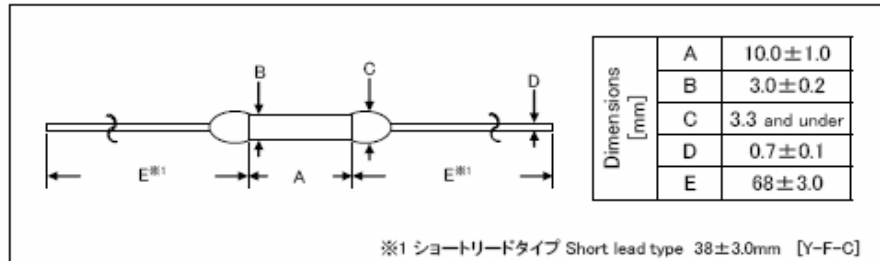 B
C
D
E※1
A
E※1
Dimensions
[mm]
A 10.0±1.0
B 3.0±0.2
C 3.3 and under
D 0.7±0.1
E 68±3.0
※1 ショートリードタイプ Short lead type 38±3.0mm [Y-F-C]